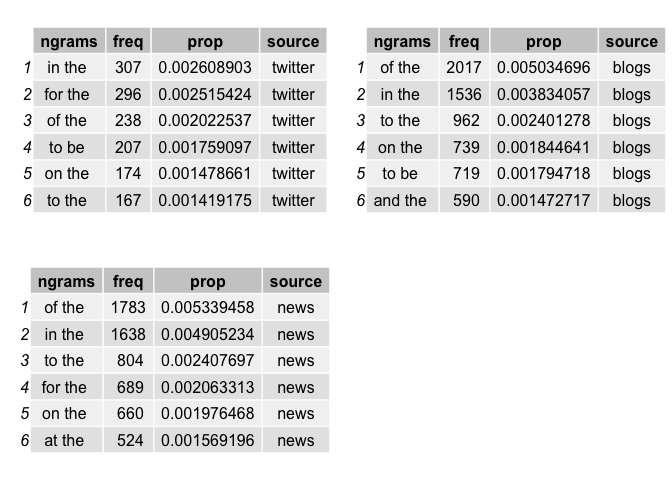 ngrams freq prop source
1 in the 307 0.002608903 twitter
2 for the 296 0.002515424 twitter
3 of the 238 0.002022537 twitter
4 to be 207 0.001759097 twitter
5 on the 174 0.001478661 twitter
6 to the 167 0.001419175 twitter
ngrams freq prop source
1 of the 2017 0.005034696 blogs
2 in the 1536 0.003834057 blogs
3 to the 962 0.002401278 blogs
4 on the 739 0.001844641 blogs
5 to be 719 0.001794718 blogs
6 and the 590 0.001472717 blogs
ngrams freq prop source
1 of the 1783 0.005339458 news
2 in the 1638 0.004905234 news
3 to the 804 0.002407697 news
4 for the 689 0.002063313 news
5 on the 660 0.001976468 news
6 at the 524 0.001569196 news